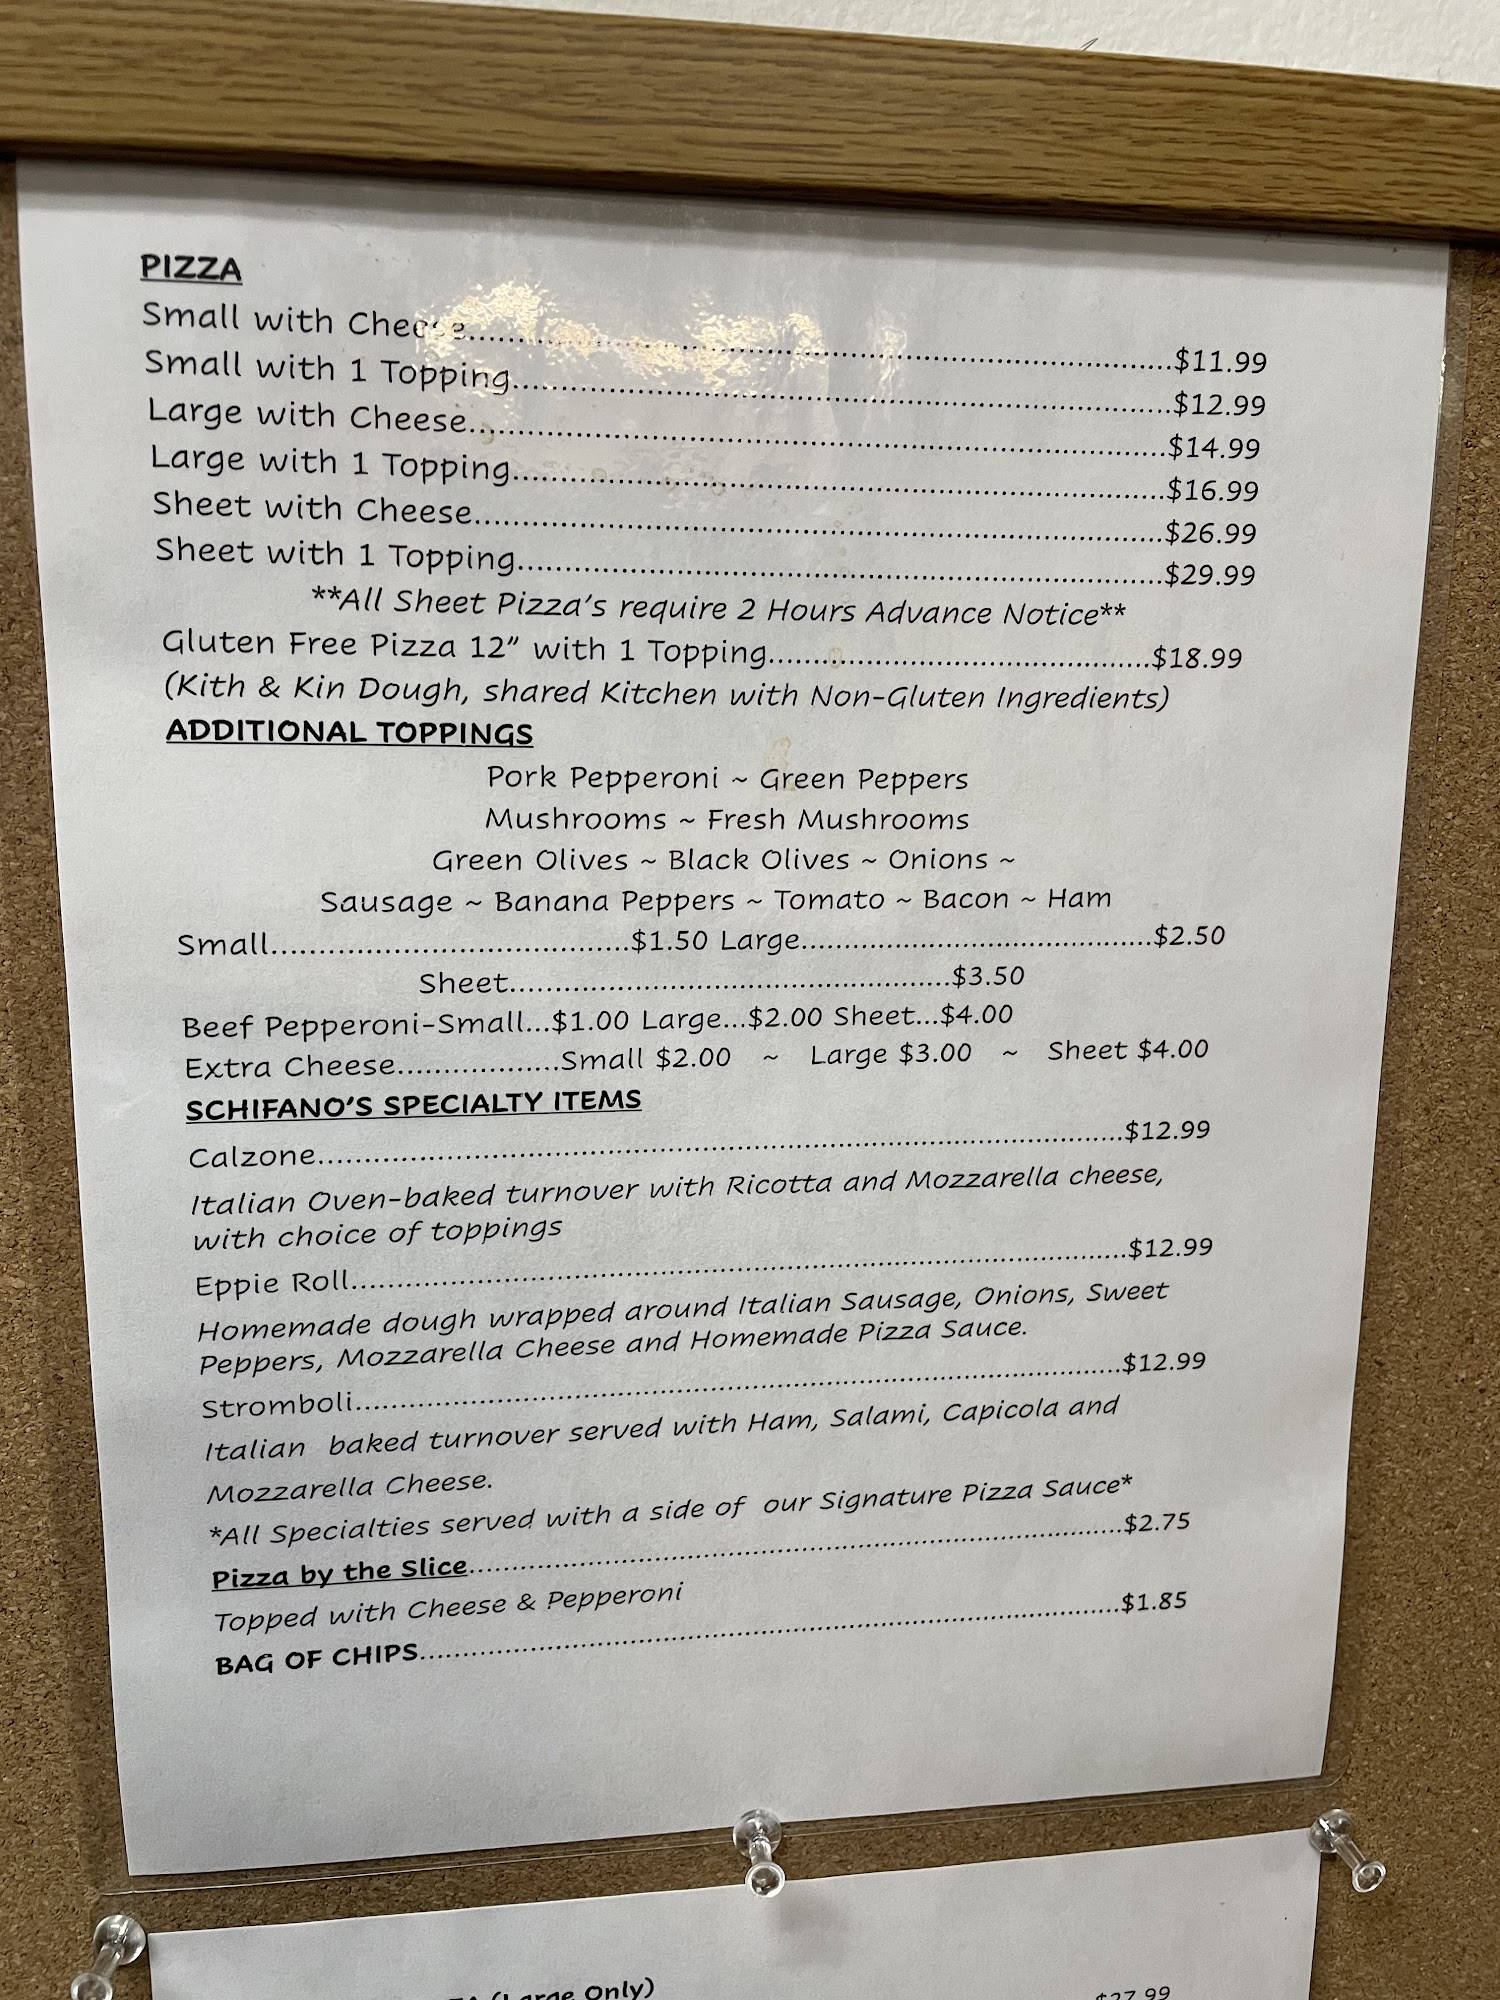 PIZZA
Small with Cheese.....$11.99
Small with 1 Topping.....$12.99
Large with Cheese.....$14.99
Large with 1 Topping.....$16.99
Sheet with Cheese.....$26.99
Sheet with 1 Topping.....$29.99
**All Sheet Pizza's require 2 Hours Advance Notice**
Gluten Free Pizza 12” with 1 Topping.....$18.99
(Kith & Kin Dough, shared Kitchen with Non-Gluten Ingredients)
ADDITIONAL TOPPINGS
Pork Pepperoni ~ Green Peppers
Mushrooms ~ Fresh Mushrooms
Green Olives ~ Black Olives ~ Onions ~
Sausage ~ Banana Peppers ~ Tomato ~ Bacon ~ Ham
Small.....$1.50 Large.....$2.50
Sheet.....$3.50
Beef Pepperoni-Small...$1.00 Large...$2.00 Sheet...$4.00
Extra Cheese.....Small $2.00 ~ Large $3.00 ~ Sheet $4.00
SCHIFANO'S SPECIALTY ITEMS
Calzone.....$12.99
Italian Oven-baked turnover with Ricotta and Mozzarella cheese,
with choice of toppings
Eppie Roll.....$12.99
Homemade dough wrapped around Italian Sausage, Onions, Sweet
Peppers, Mozzarella Cheese and Homemade Pizza Sauce.
Stromboli.....$12.99
Italian baked turnover served with Ham, Salami, Capicola and
Mozzarella Cheese.
*All Specialties served with a side of our Signature Pizza Sauce*
Pizza by the Slice.....$2.75
Topped with Cheese & Pepperoni
BAG OF CHIPS.....$1.85
(Large Only)
$27.99